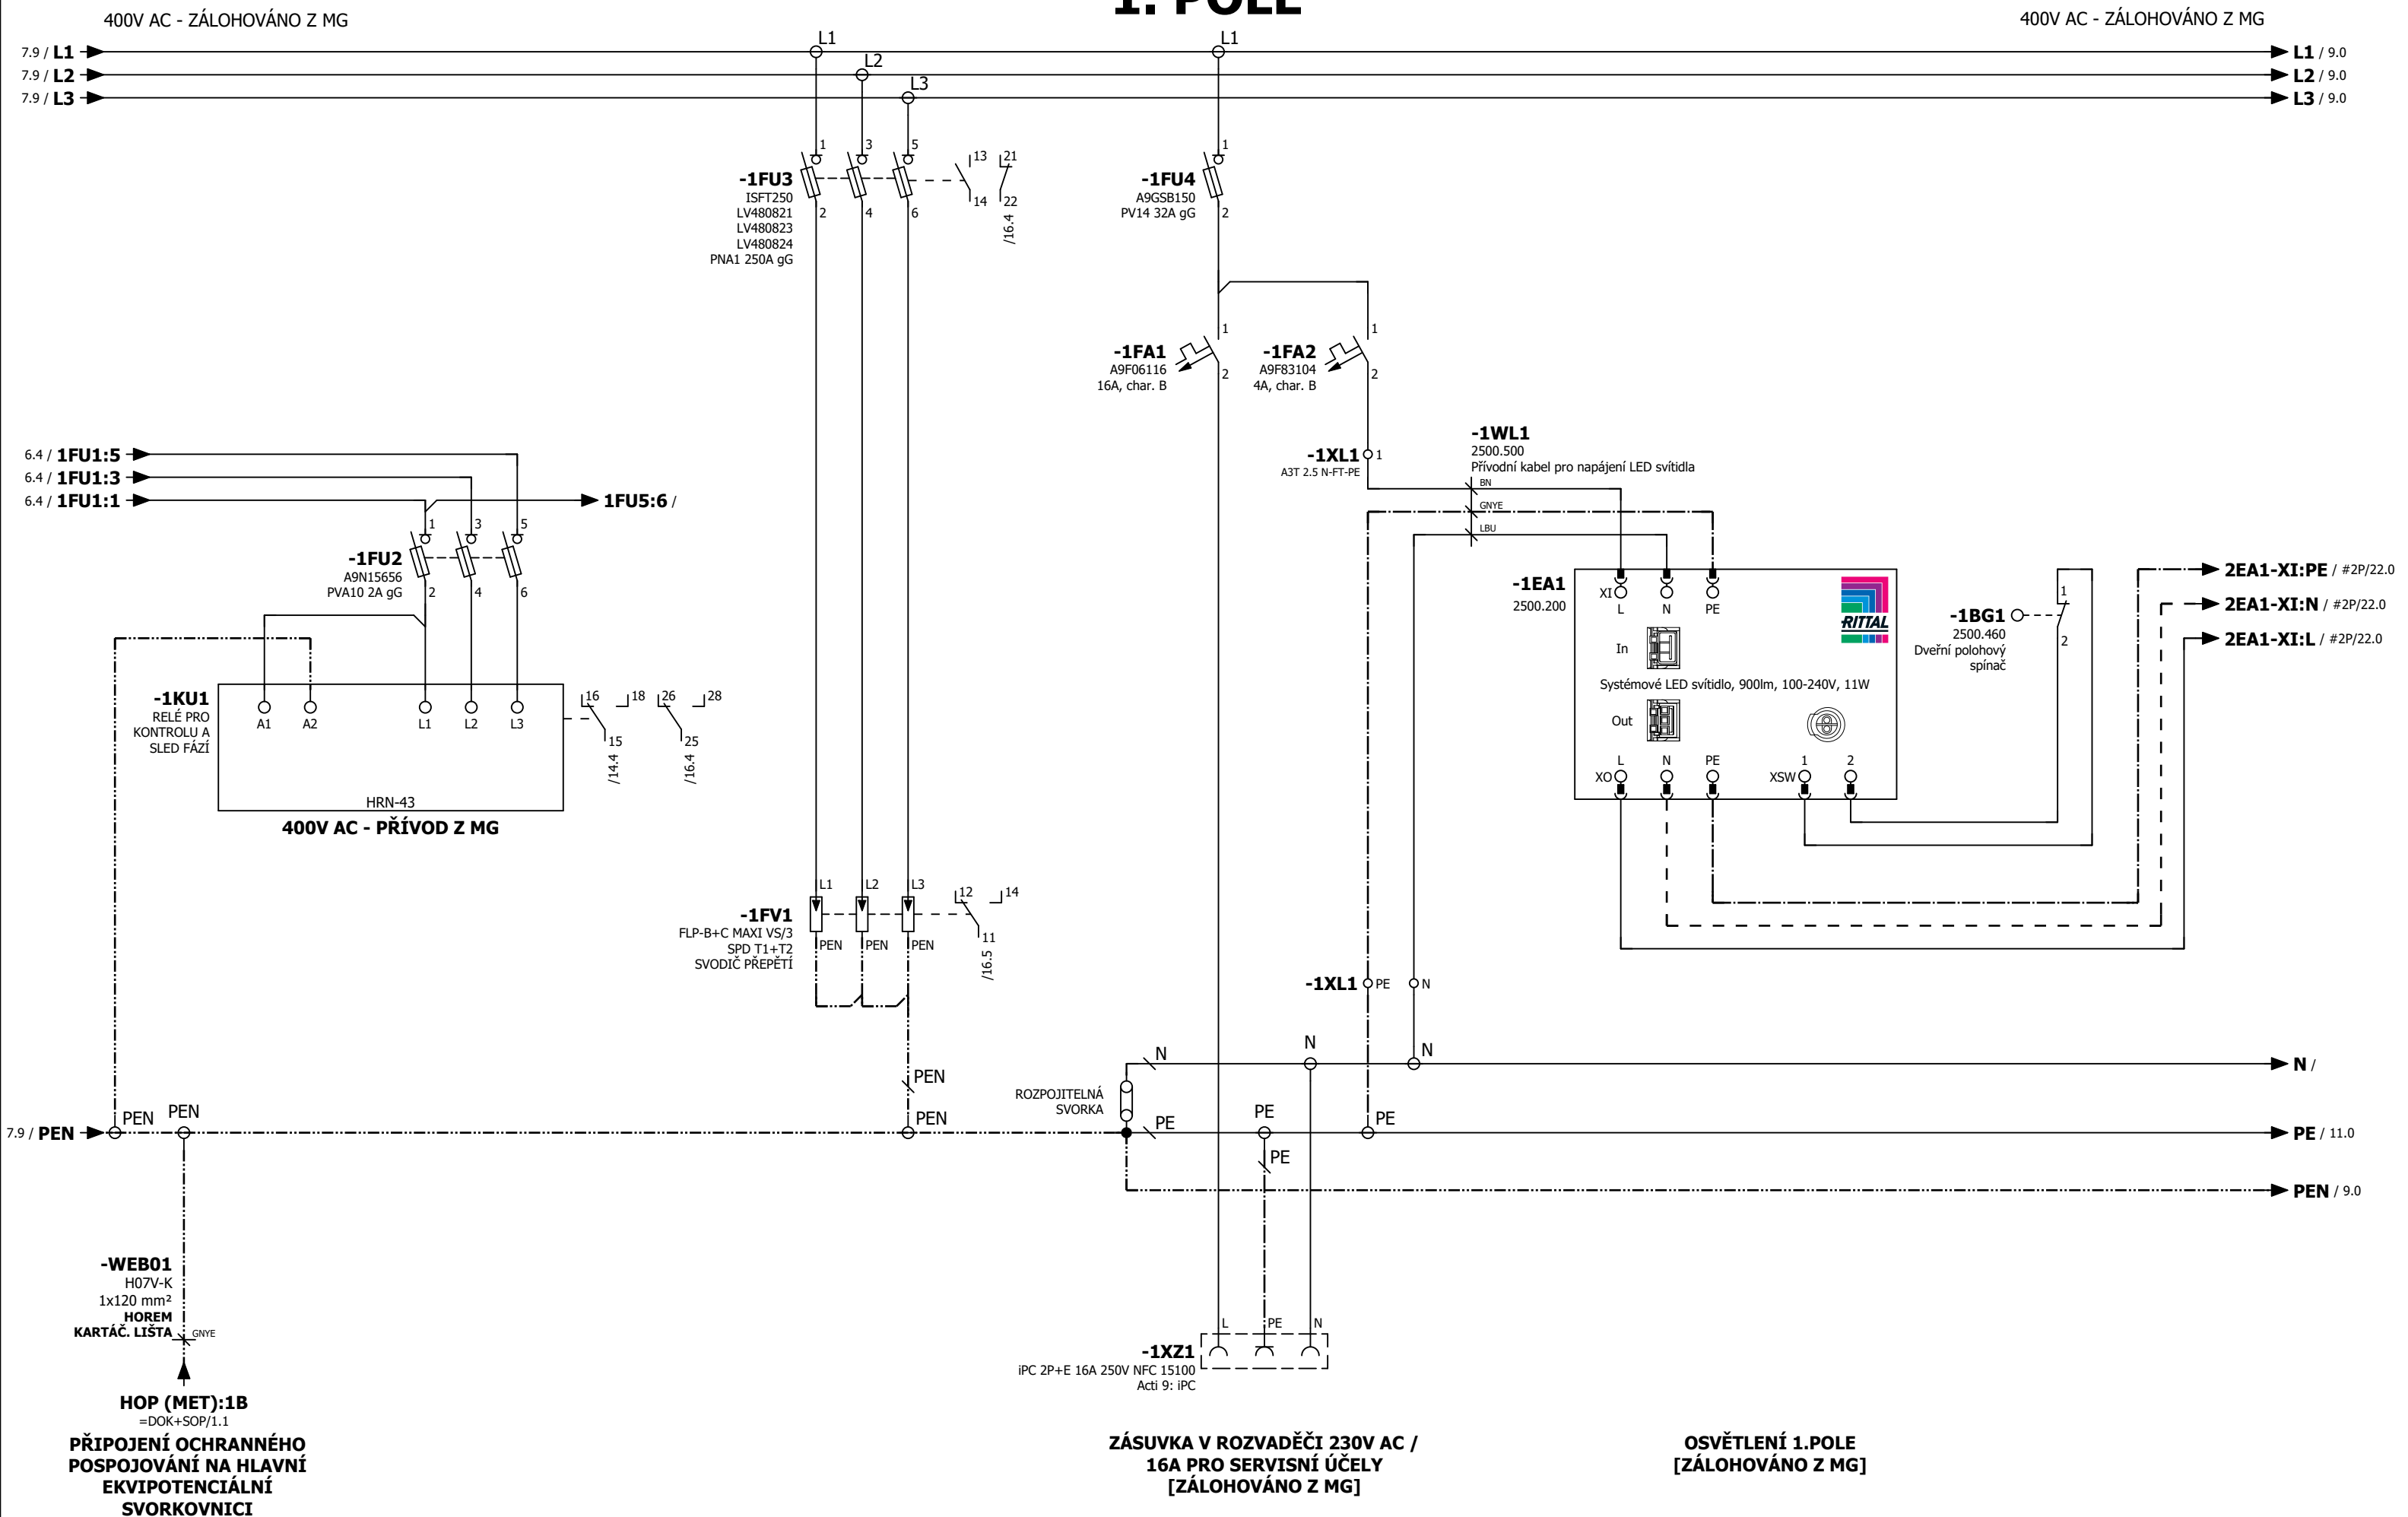 1. POLE
400V AC - ZÁLOHOVÁNO Z MG
400V AC - ZÁLOHOVÁNO Z MG
7.9 / L1
L1
L1
L1 / 9.0
7.9 / L2
L2
L2 / 9.0
7.9 / L3
L3
L3 / 9.0
1
3
5
13
21
-1FU3
ISFT250
LV480821
LV480823
LV480824
PNA1 250A gG
2
4
6
14
22
/16.4
1
-1FU4
A9GSB150
PV14 32A gG
2
1
-1FA1
A9F06116
16A, char. B
2
1
-1FA2
A9F83104
4A, char. B
2
6.4 / 1FU1:5
6.4 / 1FU1:3
6.4 / 1FU1:1
1FU5:6 /
1
3
5
-1FU2
A9N15656
PVA10 2A gG
2
4
6
-1KU1
RELÉ PRO
KONTROLU A
SLED FÁZÍ
A1
A2
L1
L2
L3
HRN-43
16
18
26
28
15
25
/14.4
/16.4
400V AC - PŘÍVOD Z MG
-1XL1
1
A3T 2.5 N-FT-PE
-1WL1
2500.500
Přívodní kabel pro napájení LED svítidla
BN
GNYE
LBU
-1EA1
2500.200
XI
L
N
PE
RITTAL
In
Systémové LED svítidlo, 900lm, 100-240V, 11W
Out
L
N
PE
1
2
XO
XSW
-1BG1
2500.460
Dveřní polohový
spínač
1
2
2EA1-XI:PE / #2P/22.0
2EA1-XI:N / #2P/22.0
2EA1-XI:L / #2P/22.0
L1
L2
L3
12
14
-1FV1
FLP-B+C MAXI VS/3
SPD T1+T2
SVODIČ PŘEPĚTÍ
PEN
PEN
PEN
11
/16.5
-1XL1
PE
N
N
N
N
N /
PEN
ROZPOJITELNÁ
SVORKA
7.9 / PEN
PEN
PEN
PEN
PE
PE
PE
PE / 11.0
PE
PEN / 9.0
-WEB01
H07V-K
1x120 mm²
HOREM
KARTÁČ. LIŠTA
GNYE
HOP (MET):1B
=DOK+SOP/1.1
PŘIPOJENÍ OCHRANNÉHO
POSPOJOVÁNÍ NA HLAVNÍ
EKVIPOTENCIÁLNÍ
SVORKOVNICI
L
PE
N
-1XZ1
iPC 2P+E 16A 250V NFC 15100
Acti 9: iPC
ZÁSUVKA V ROZVADĚČI 230V AC /
16A PRO SERVISNÍ ÚČELY
[ZÁLOHOVÁNO Z MG]
OSVĚTLENÍ 1.POLE
[ZÁLOHOVÁNO Z MG]